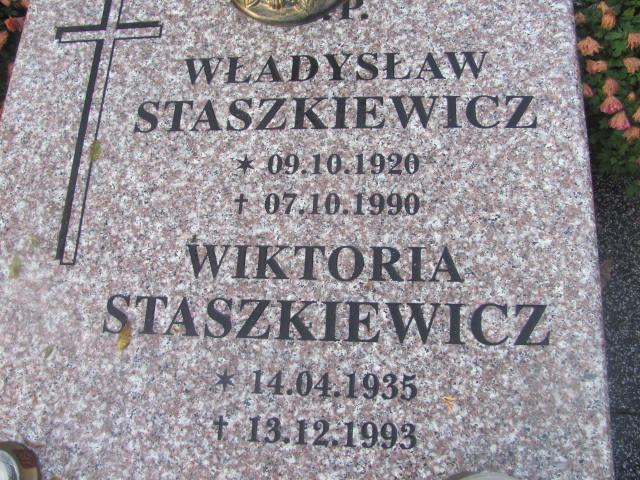 P.
WŁADYSŁAW
STASZKIEWICZ
✶ 09.10.1920
† 07.10.1990
WIKTORIA
STASZKIEWICZ
✶ 14.04.1935
† 13.12.1993